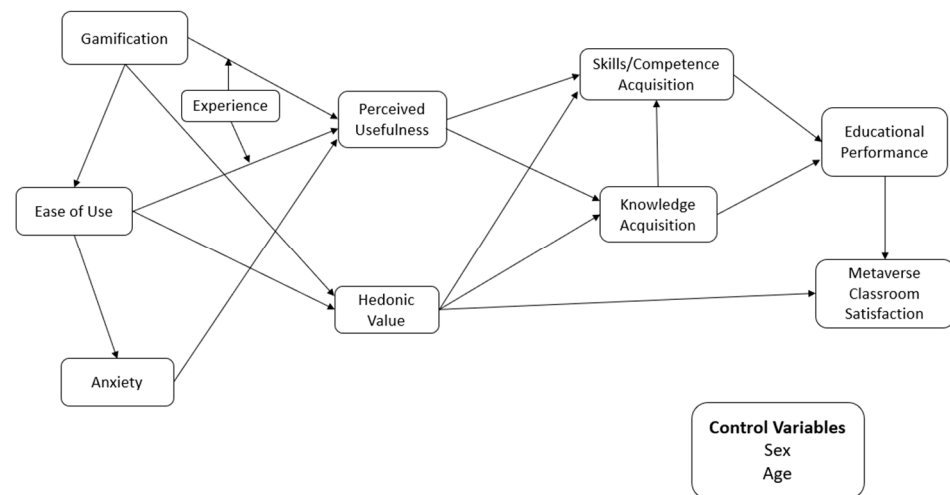 Gamification
Experience
Perceived
Usefulness
Skills/Competence
Acquisition
Educational
Performance
Ease of Use
Knowledge
Acquisition
Hedonic
Value
Metaverse
Classroom
Satisfaction
Anxiety
Control Variables
Sex
Age